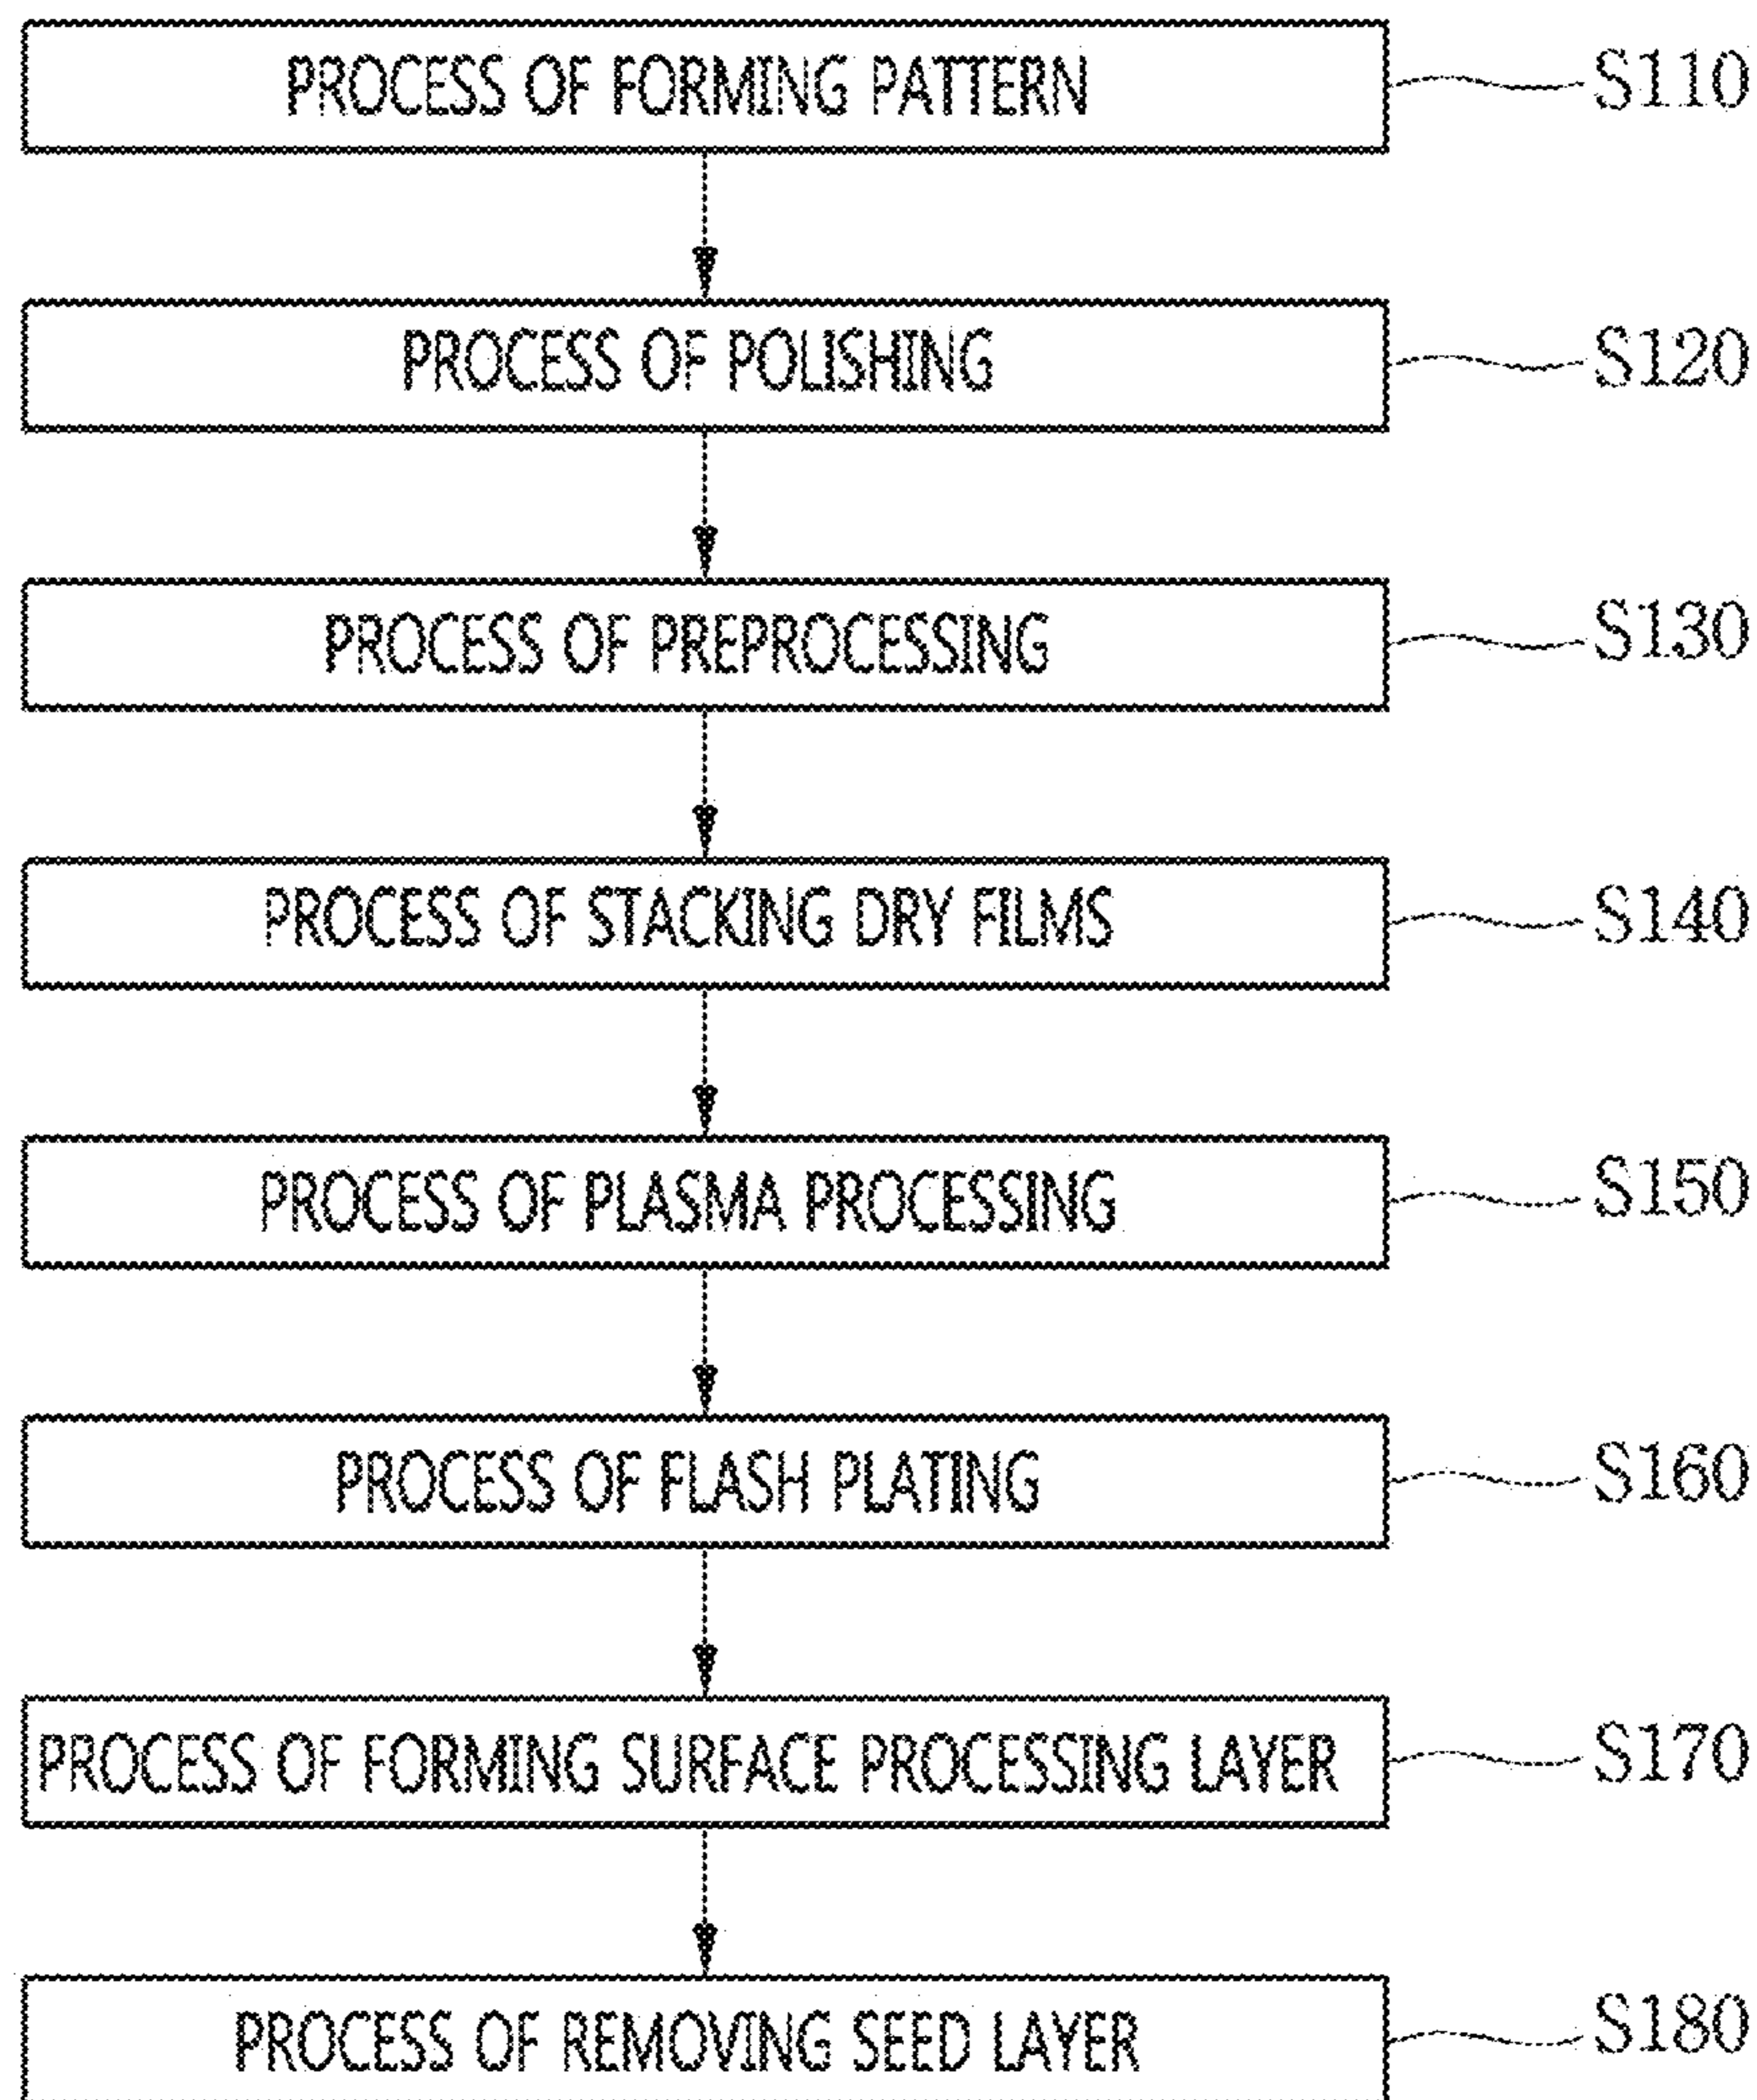 PROCESS OF FORMING PATTERN S110
PROCESS OF POLISHING S120
PROCESS OF PREPROCESSING S130
PROCESS OF STACKING DRY FILMS S140
PROCESS OF PLASMA PROCESSING S150
PROCESS OF FLASH PLATING S160
PROCESS OF FORMING SURFACE PROCESSING LAYER S170
PROCESS OF REMOVING SEED LAYER S180